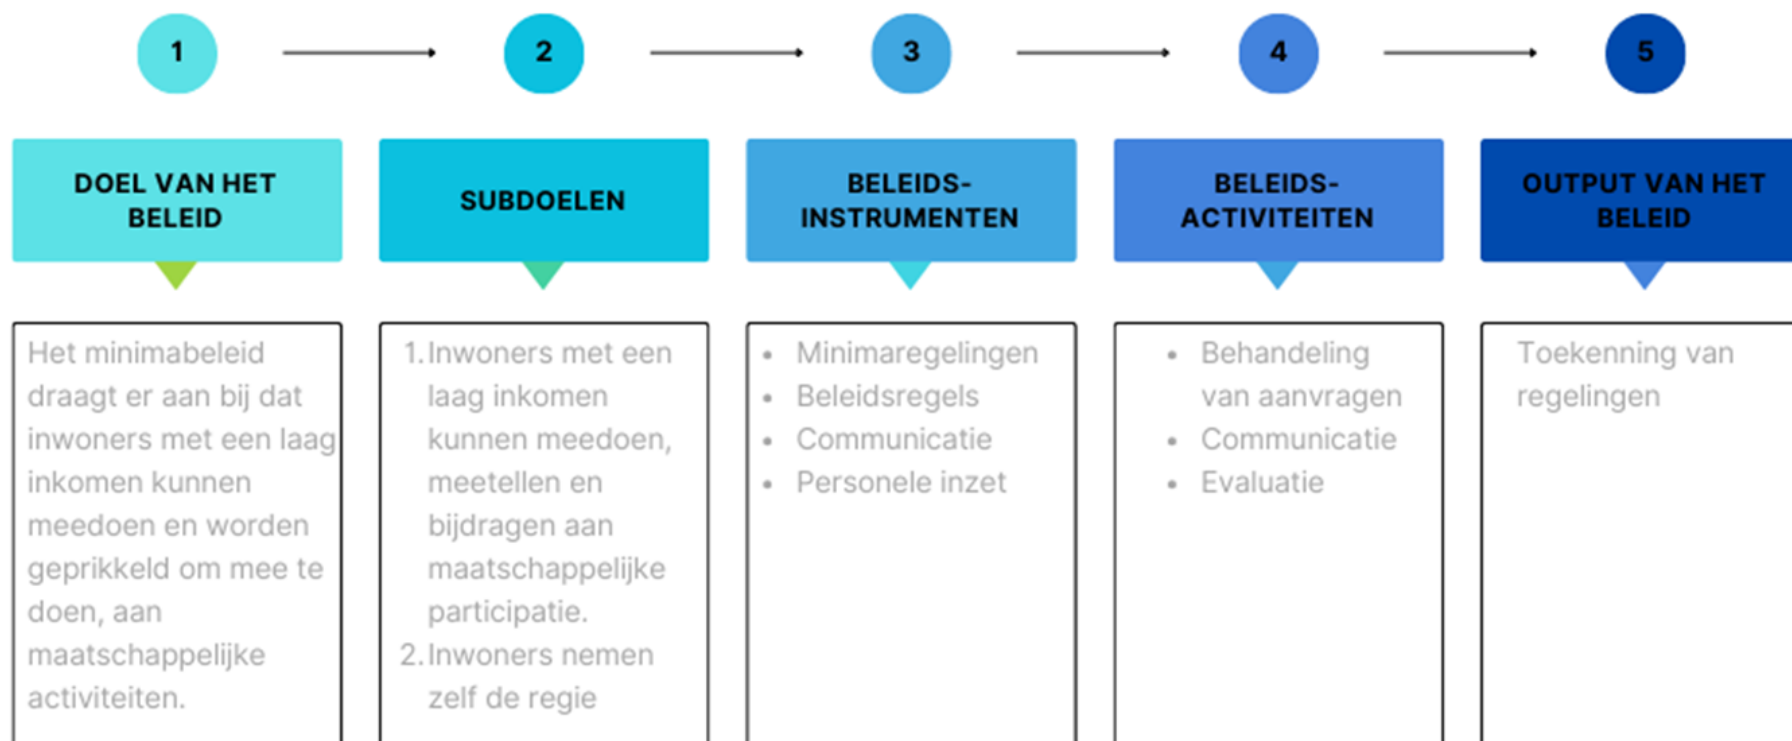 1
2
3
4
5
DOEL VAN HET
BELEID
SUBDOELEN
BELEIDS-
INSTRUMENTEN
BELEIDS-
ACTIVITEITEN
OUTPUT VAN HET
BELEID
Het minimabeleid
draagt er aan bij dat
inwoners met een laag
inkomen kunnen
meedoen en worden
geprikkeld om mee te
doen, aan
maatschappelijke
activiteiten.
1. Inwoners met een
laag inkomen
kunnen meedoen,
meetellen en
bijdragen aan
maatschappelijke
participatie.
2. Inwoners nemen
zelf de regie
• Minimaregelingen
• Beleidsregels
• Communicatie
• Personele inzet
• Behandeling
van aanvragen
• Communicatie
• Evaluatie
Toekenning van
regelingen